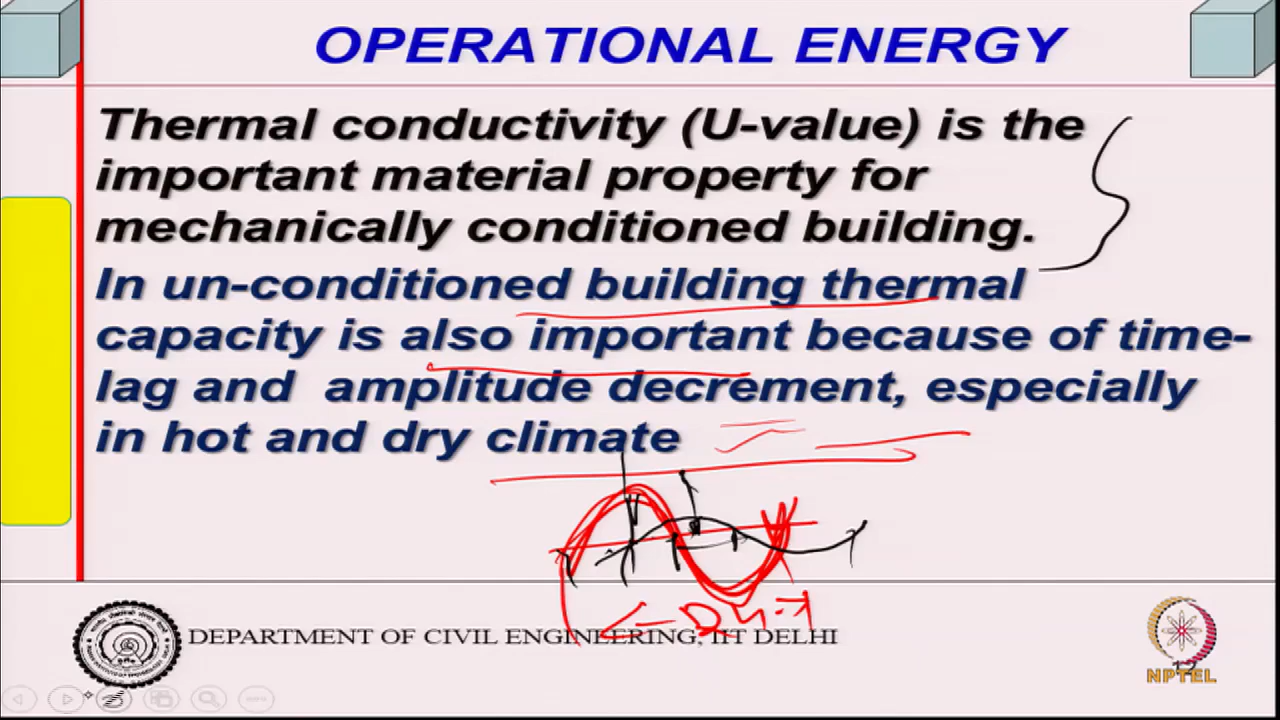 OPERATIONAL ENERGY
Thermal conductivity (U-value) is the
important material property for
mechanically conditioned building.
In un-conditioned building thermal
capacity is also important because of time-
lag and amplitude decrement, especially
in hot and dry climate
DEPARTMENT OF CIVIL ENGINEERING, IIT DELHI
NPTEL